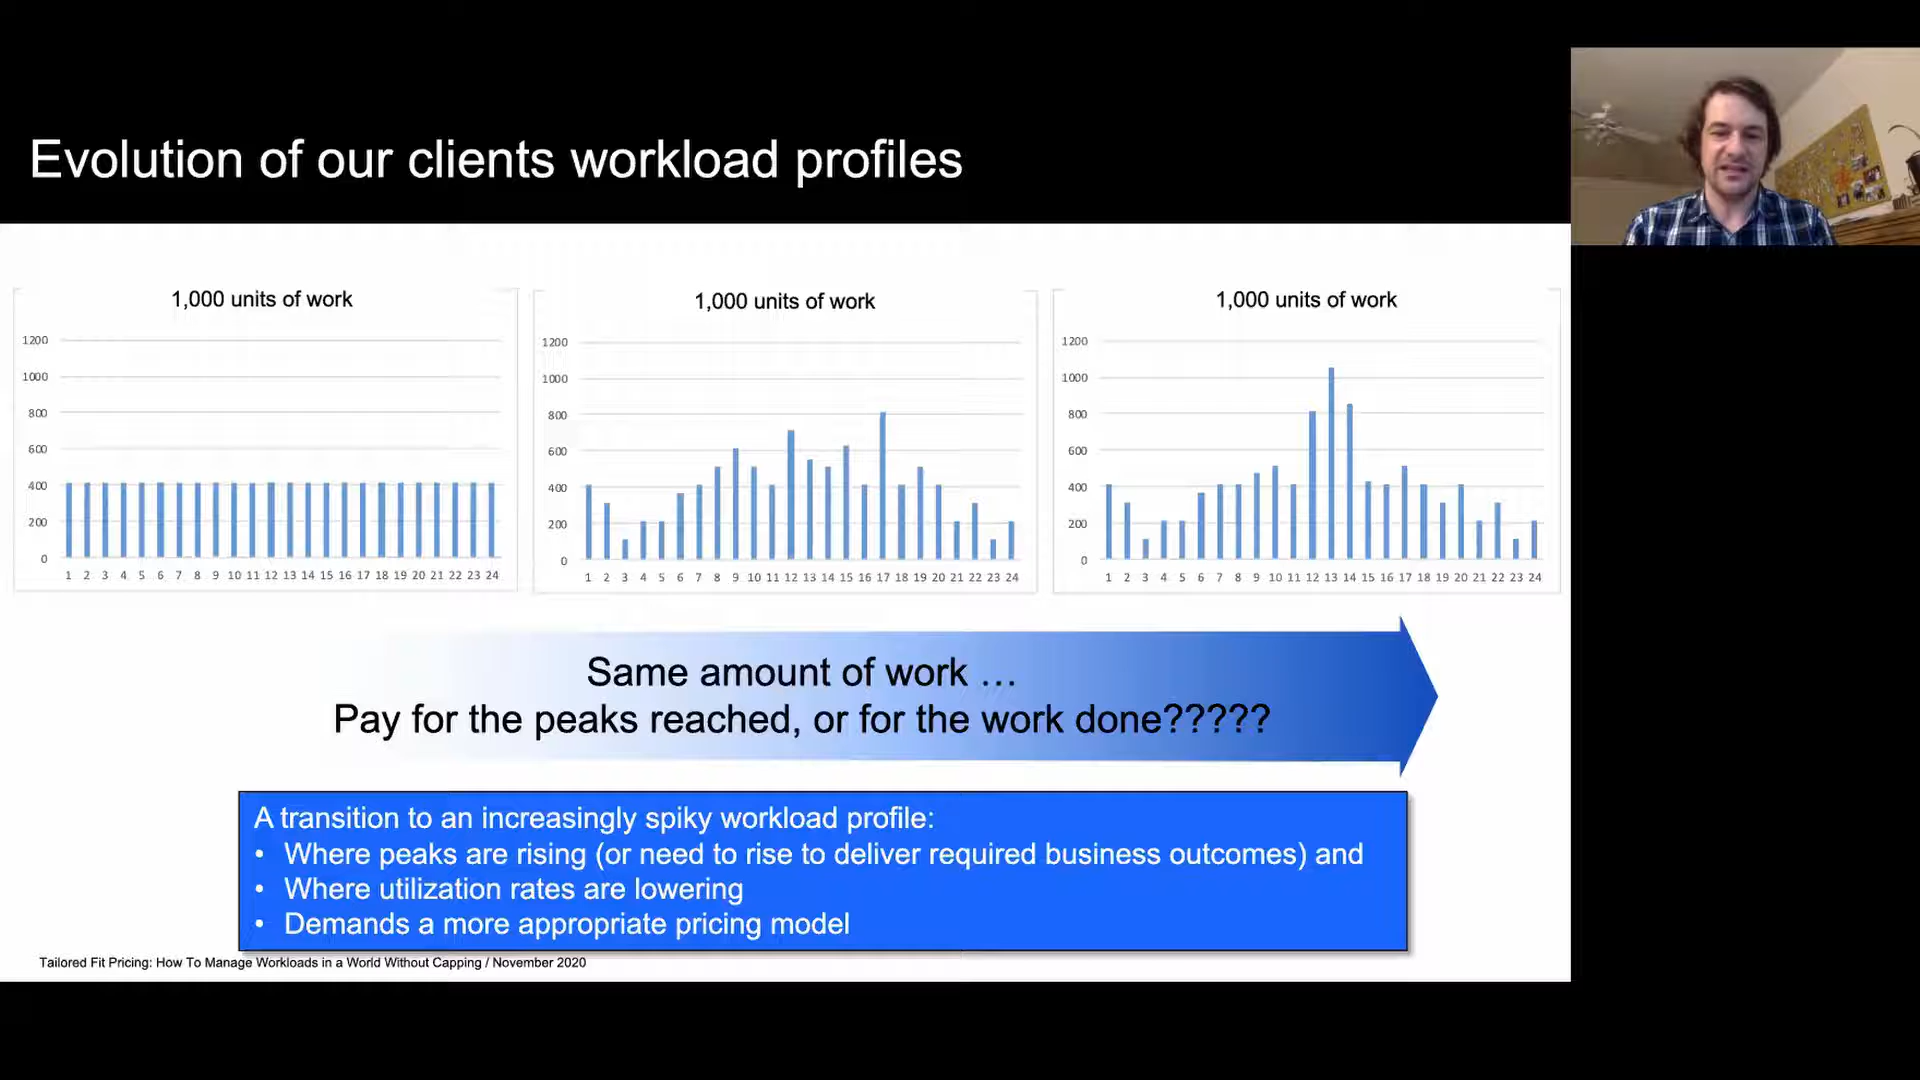 Evolution of our clients workload profiles
1,000 units of work
1200
1000
800
600
400
200
0
1 2 3 4 5 6 7 8 9 10 11 12 13 14 15 16 17 18 19 20 21 22 23 24
1,000 units of work
1200
1000
800
600
400
200
0
1 2 3 4 5 6 7 8 9 10 11 12 13 14 15 16 17 18 19 20 21 22 23 24
1,000 units of work
1200
1000
800
600
400
200
0
1 2 3 4 5 6 7 8 9 10 11 12 13 14 15 16 17 18 19 20 21 22 23 24
Same amount of work …
Pay for the peaks reached, or for the work done?????
A transition to an increasingly spiky workload profile:
• Where peaks are rising (or need to rise to deliver required business outcomes) and
• Where utilization rates are lowering
• Demands a more appropriate pricing model
Tailored Fit Pricing: How To Manage Workloads in a World Without Capping / November 2020